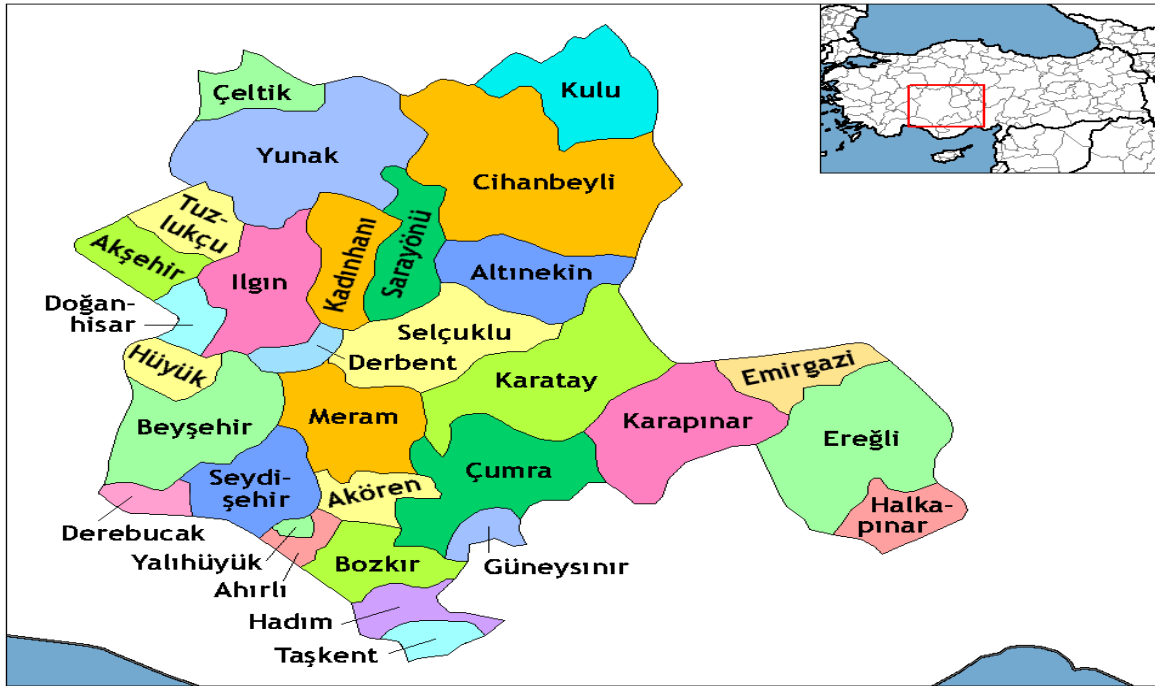 Kulu
Çeltik
Yunak
Cihanbeyli
Tuz-
lukçu
Akşehir
Ilgın
Kadınhanı
Sarayönü
Altınekin
Doğan-
hisar
Selçuklu
Derbent
Hüyük
Karatay
Emirgazi
Beyşehir
Meram
Karapınar
Ereğli
Seydi-
şehir
Akören
Çumra
Halka-
pınar
Derebucak
Yalıhüyük
Ahırlı
Bozkır
Güneysınır
Hadım
Taşkent